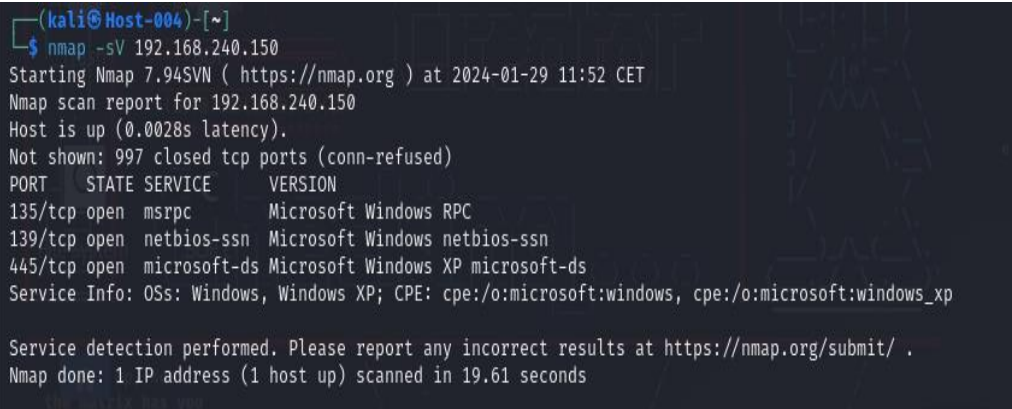 ┌──(kali㉿Host-004)-[~]
└─$ nmap -sV 192.168.240.150
Starting Nmap 7.94SVN ( https://nmap.org ) at 2024-01-29 11:52 CET
Nmap scan report for 192.168.240.150
Host is up (0.0028s latency).
Not shown: 997 closed tcp ports (conn-refused)
PORT    STATE SERVICE      VERSION
135/tcp open  msrpc        Microsoft Windows RPC
139/tcp open  netbios-ssn  Microsoft Windows netbios-ssn
445/tcp open  microsoft-ds Microsoft Windows XP microsoft-ds
Service Info: OSs: Windows, Windows XP; CPE: cpe:/o:microsoft:windows, cpe:/o:microsoft:windows_xp

Service detection performed. Please report any incorrect results at https://nmap.org/submit/ .
Nmap done: 1 IP address (1 host up) scanned in 19.61 seconds
the matrix has you